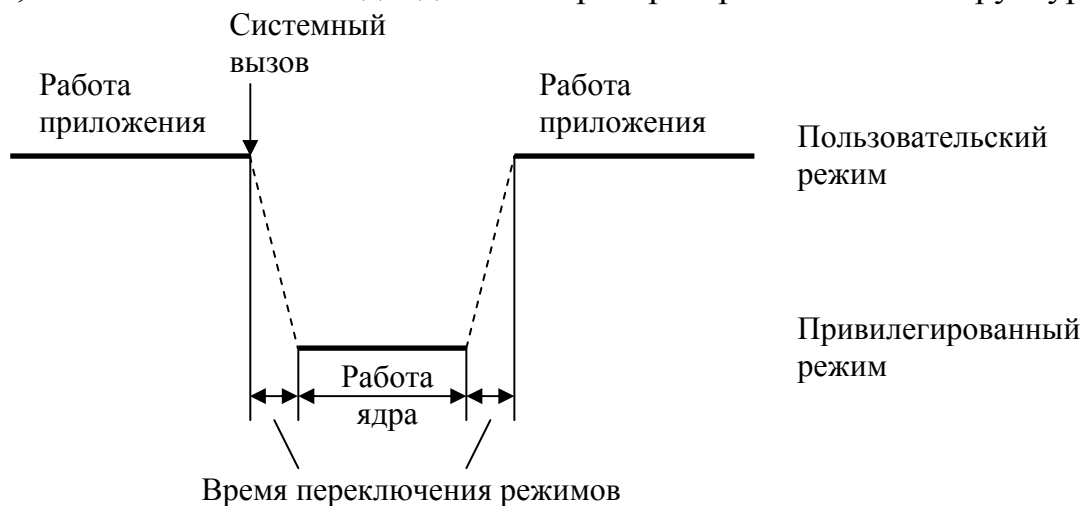 Системный
вызов
Работа
приложения
Работа
приложения
Пользовательский
режим
Привилегированный
режим
Работа
ядра
Время переключения режимов